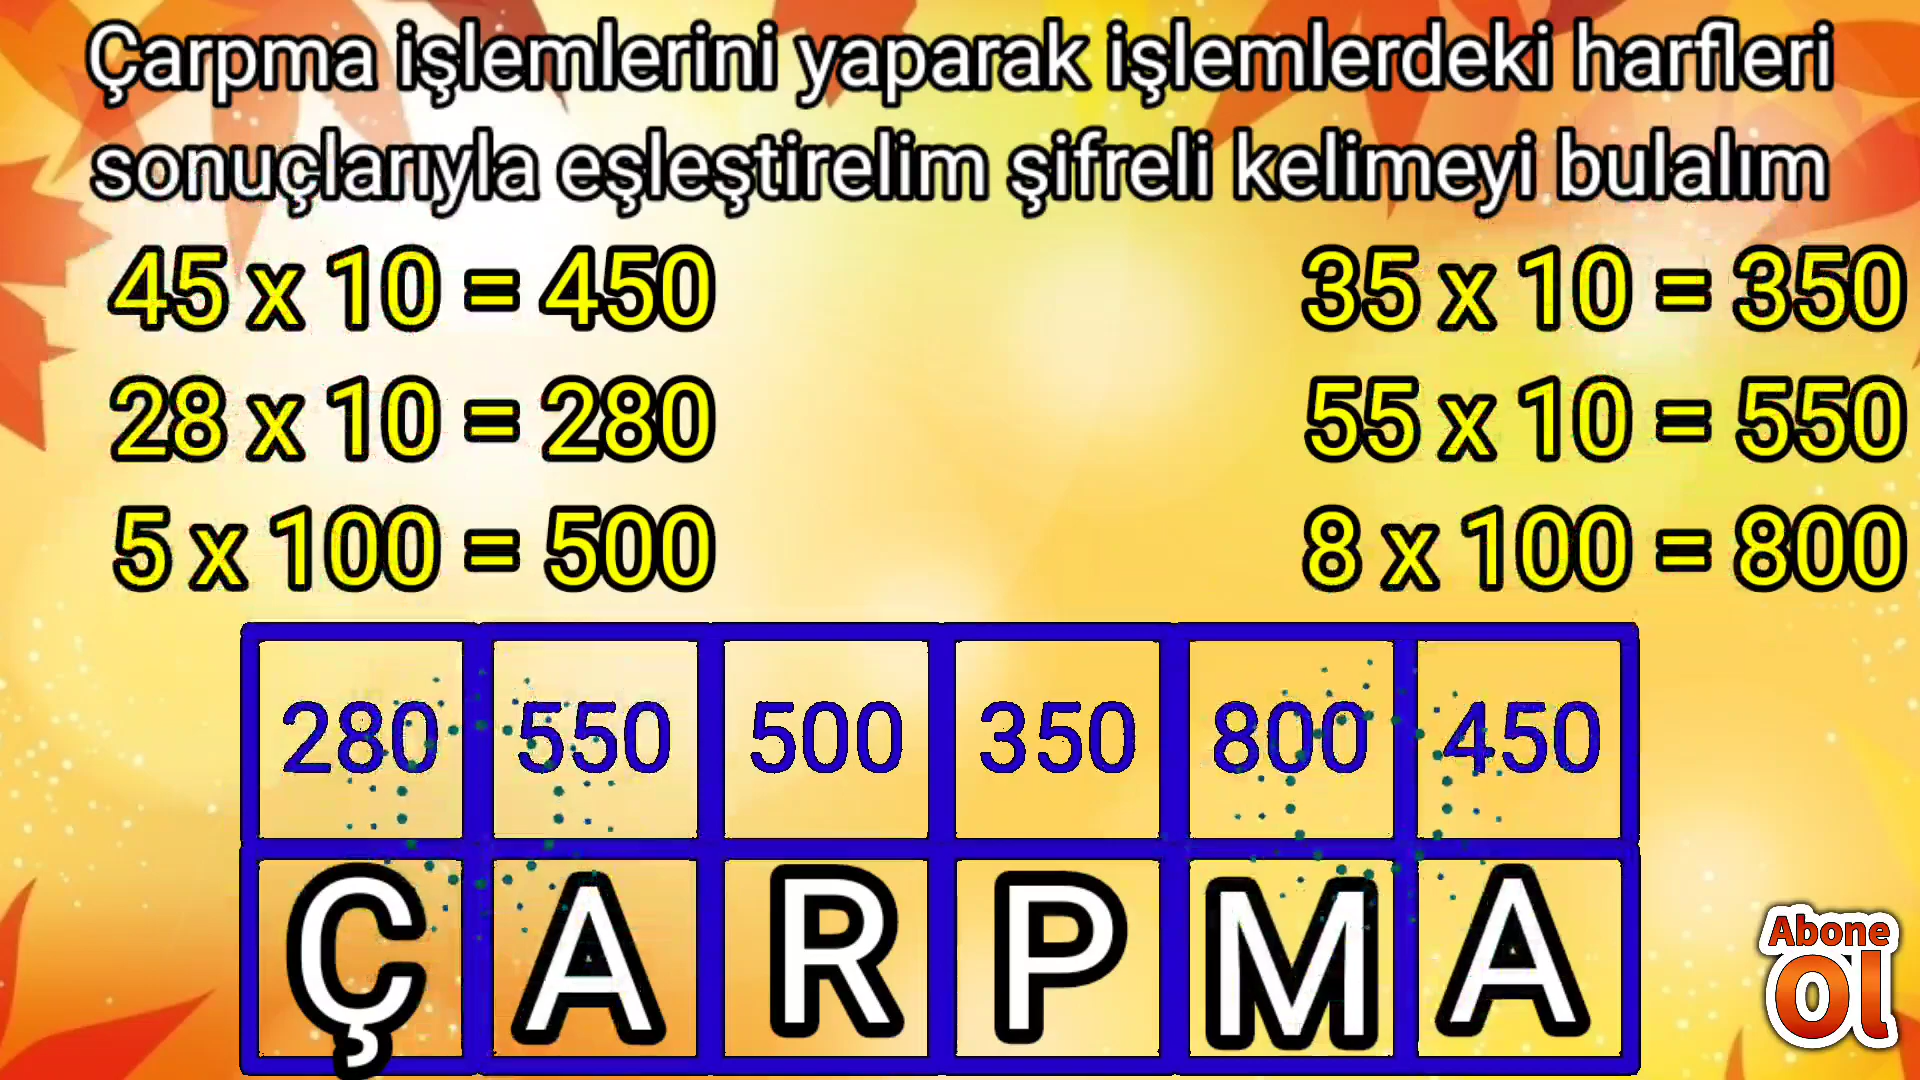 Çarpma işlemlerini yaparak işlemlerdeki harfleri
sonuçlarıyla eşleştirelim şifreli kelimeyi bulalım
45 x 10 = 450
35 x 10 = 350
28 x 10 = 280
55 x 10 = 550
5 x 100 = 500
8 x 100 = 800
280 550 500 350 800 450
Ç A R P M A
Abone
Ol